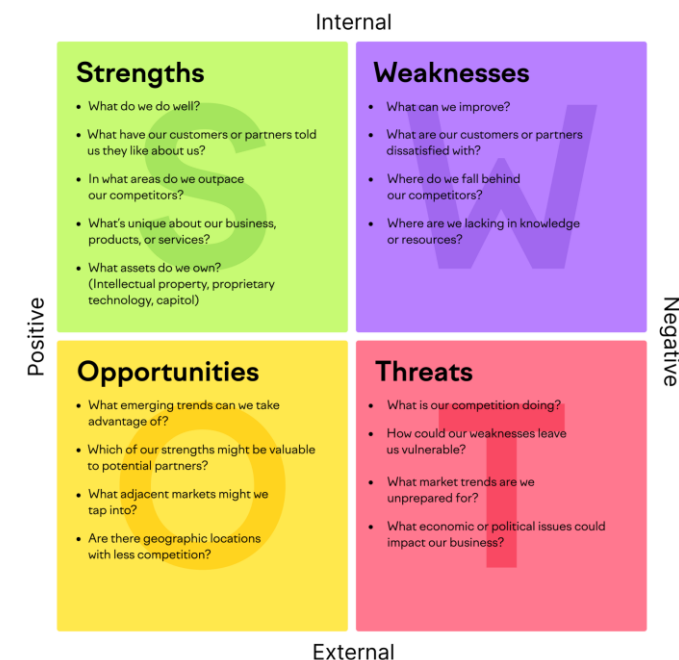 Internal
Strengths
• What do we do well?
• What have our customers or partners told
us they like about us?
• In what areas do we outpace
our competitors?
• What's unique about our business,
products, or services?
• What assets do we own?
(Intellectual property, proprietary
technology, capitol)
Weaknesses
• What can we improve?
• What are our customers or partners
dissatisfied with?
• Where do we fall behind
our competitors?
• Where are we lacking in knowledge
or resources?
Positive
Negative
Opportunities
• What emerging trends can we take
advantage of?
• Which of our strengths might be valuable
to potential partners?
• What adjacent markets might we
tap into?
• Are there geographic locations
with less competition?
Threats
• What is our competition doing?
• How could our weaknesses leave
us vulnerable?
• What market trends are we
unprepared for?
• What economic or political issues could
impact our business?
External
S
W
O
T